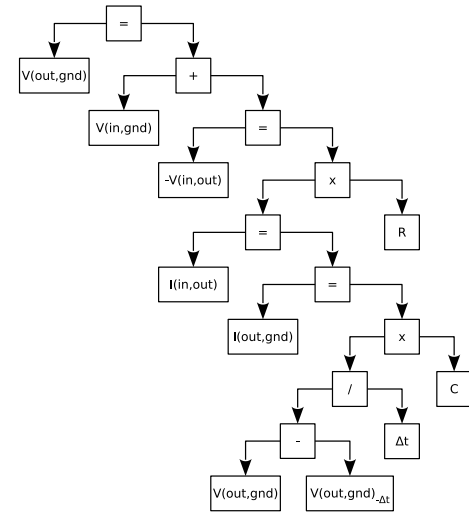 =
V(out,gnd)
+
V(in,gnd)
=
-V(in,out)
x
=
R
I(in,out)
=
I(out,gnd)
x
/
C
-
Δt
V(out,gnd)
V(out,gnd)-Δt